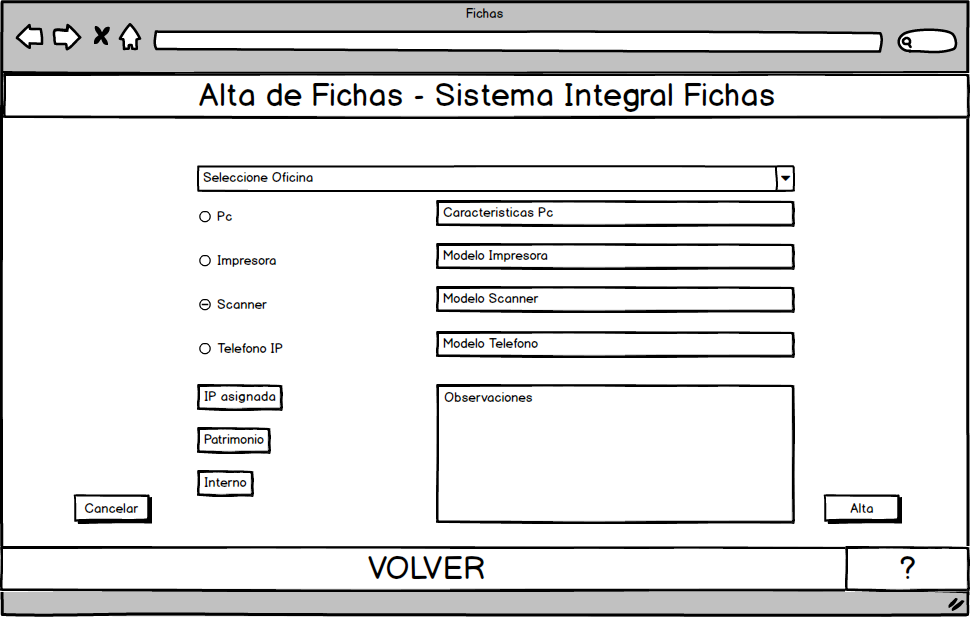 Fichas
Alta de Fichas - Sistema Integral Fichas
Seleccione Oficina
Pc
Caracteristicas Pc
Impresora
Modelo Impresora
Scanner
Modelo Scanner
Telefono IP
Modelo Telefono
IP asignada
Observaciones
Patrimonio
Interno
Cancelar
Alta
VOLVER
?